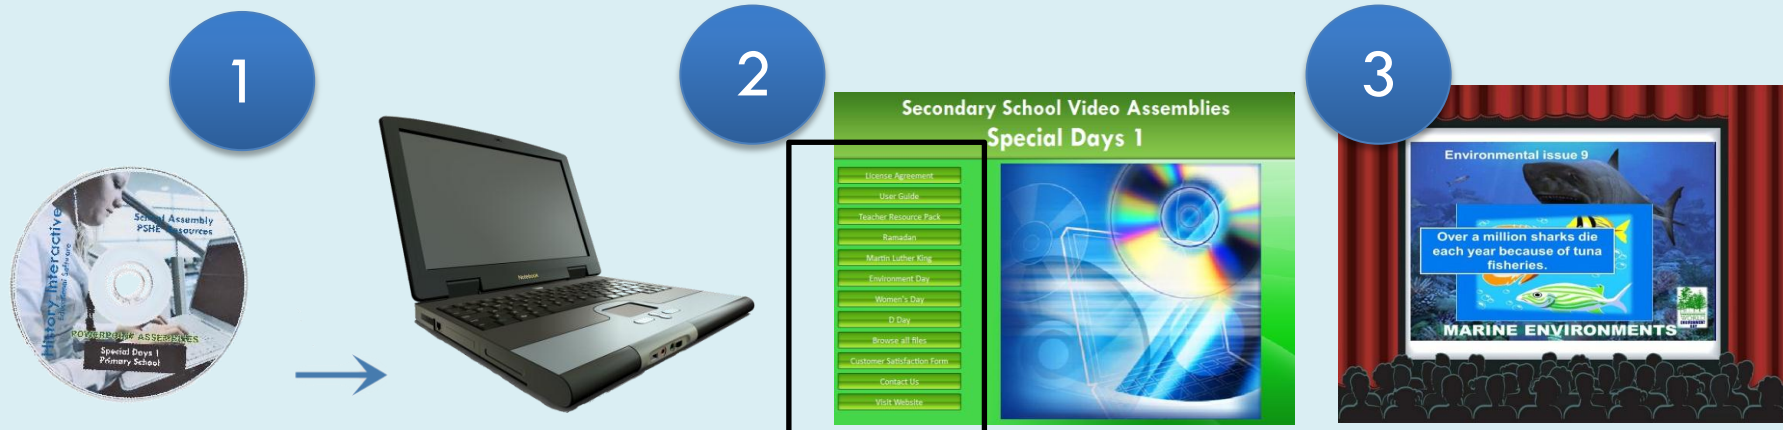 1
History Interactive
Educational Software
School Assembly
PSHE Resources
POWERPOINT ASSEMBLIES
Special Days 1
Primary School
Notebook
2
Secondary School Video Assemblies
Special Days 1
License Agreement
User Guide
Teacher Resource Pack
Ramadan
Martin Luther King
Environment Day
Women's Day
D Day
Browse all files
Customer Satisfaction Form
Contact Us
Visit Website
3
Environmental issue 9
Over a million sharks die
each year because of tuna
fisheries.
MARINE ENVIRONMENTS